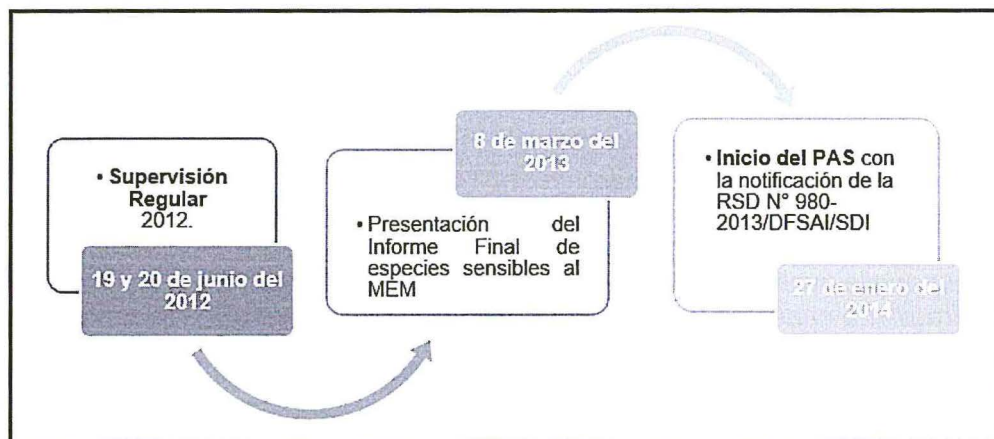 • Supervisión
Regular
2012.
19 y 20 de junio del
2012
8 de marzo del
2013
• Presentación del
Informe Final de
especies sensibles al
MEM
• Inicio del PAS con
la notificación de la
RSD N° 980-
2013/DFSAI/SDI
27 de enero del
2014